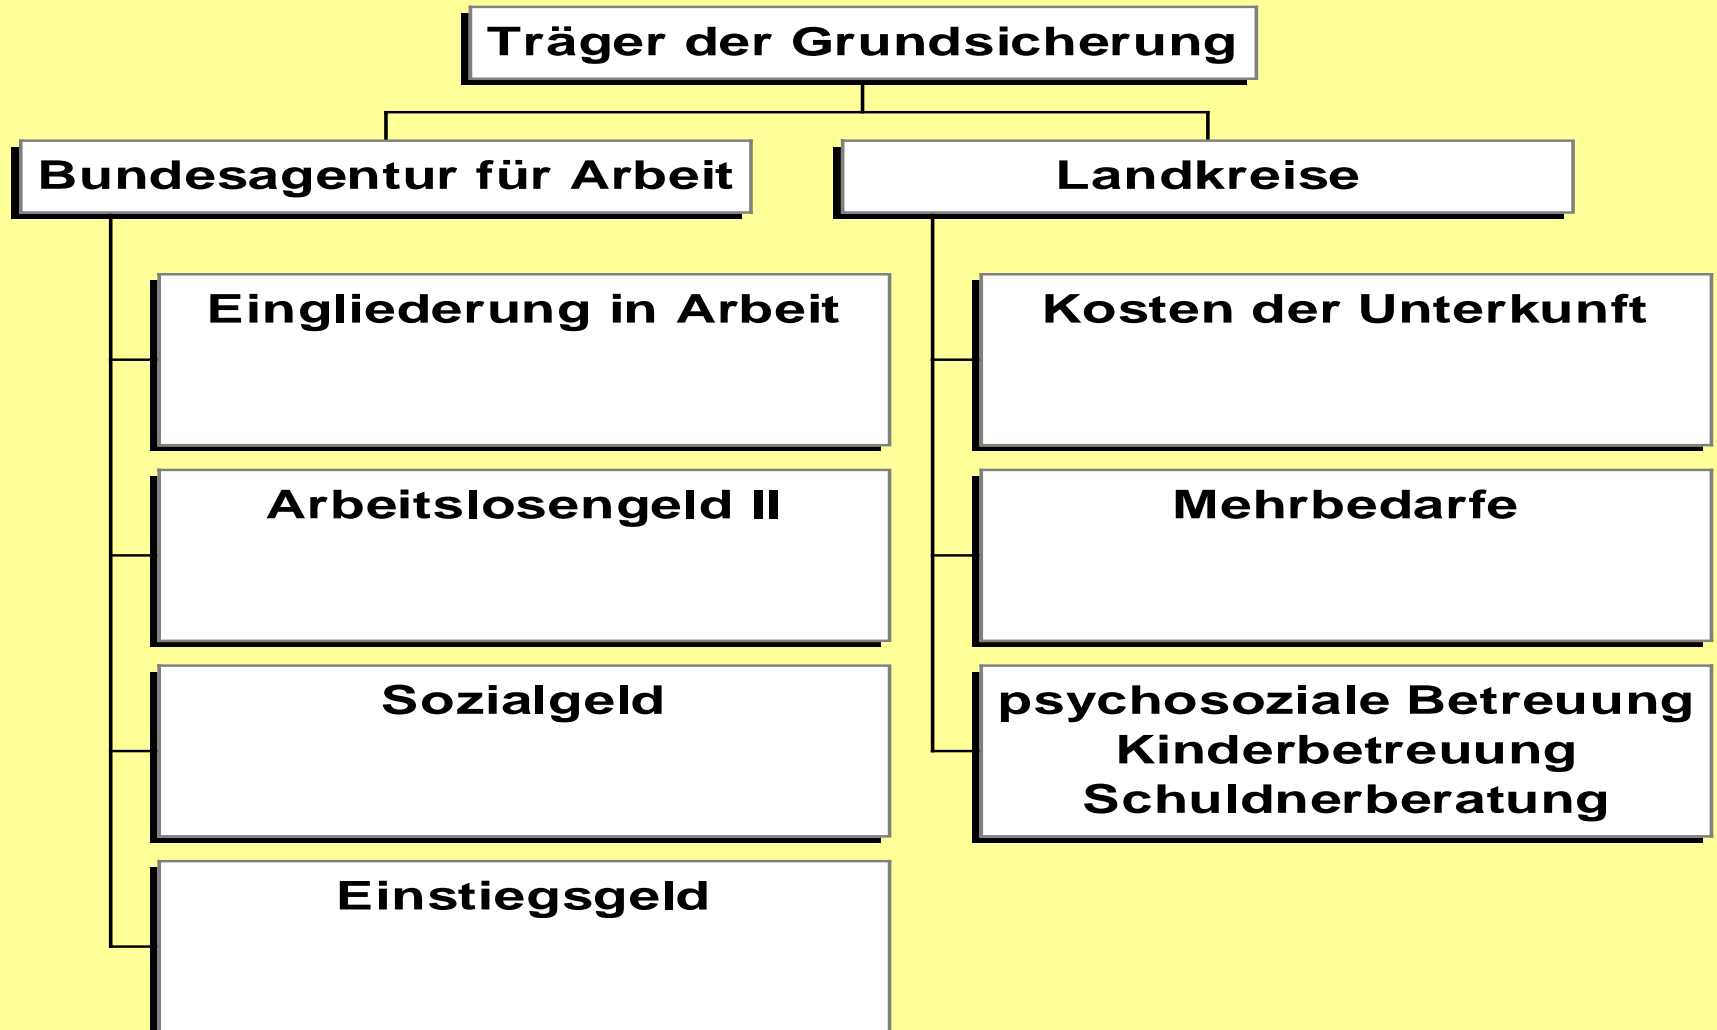 Träger der Grundsicherung
Bundesagentur für Arbeit
Landkreise
Eingliederung in Arbeit
Arbeitslosengeld II
Sozialgeld
Einstiegsgeld
Kosten der Unterkunft
Mehrbedarfe
psychosoziale Betreuung
Kinderbetreuung
Schuldnerberatung